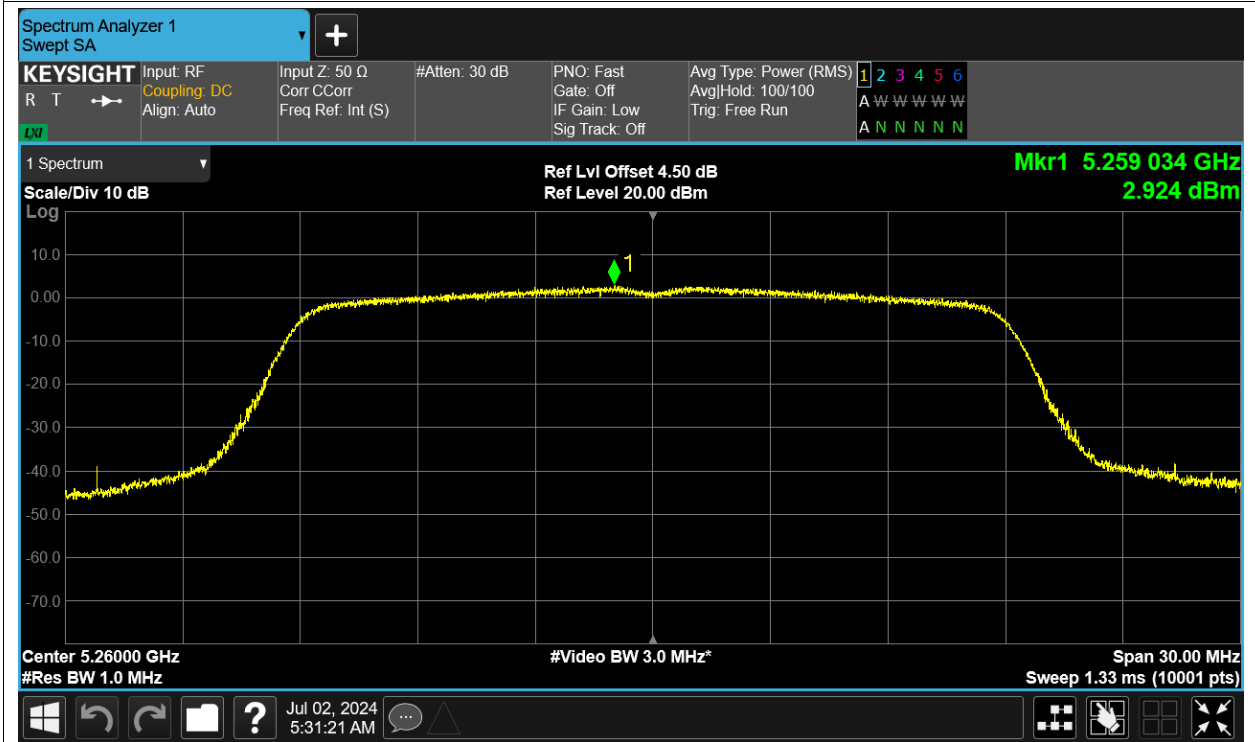 Spectrum Analyzer 1
Swept SA
+
KEYSIGHT Input: RF Input Z: 50 Ω #Atten: 30 dB PNO: Fast Avg Type: Power (RMS) 1 2 3 4 5 6
R T Coupling: DC Corr CCorr Gate: Off Avg|Hold: 100/100 A W W W W W
Align: Auto Freq Ref: Int (S) IF Gain: Low Trig: Free Run
LXI Sig Track: Off A N N N N N
1 Spectrum
Ref Lvl Offset 4.50 dB Mkr1 5.259 034 GHz
Scale/Div 10 dB Ref Level 20.00 dBm 2.924 dBm
Log
10.0
1
0.00
-10.0
-20.0
-30.0
-40.0
-50.0
-60.0
-70.0
Center 5.26000 GHz #Video BW 3.0 MHz* Span 30.00 MHz
#Res BW 1.0 MHz Sweep 1.33 ms (10001 pts)
? Jul 02, 2024
5:31:21 AM